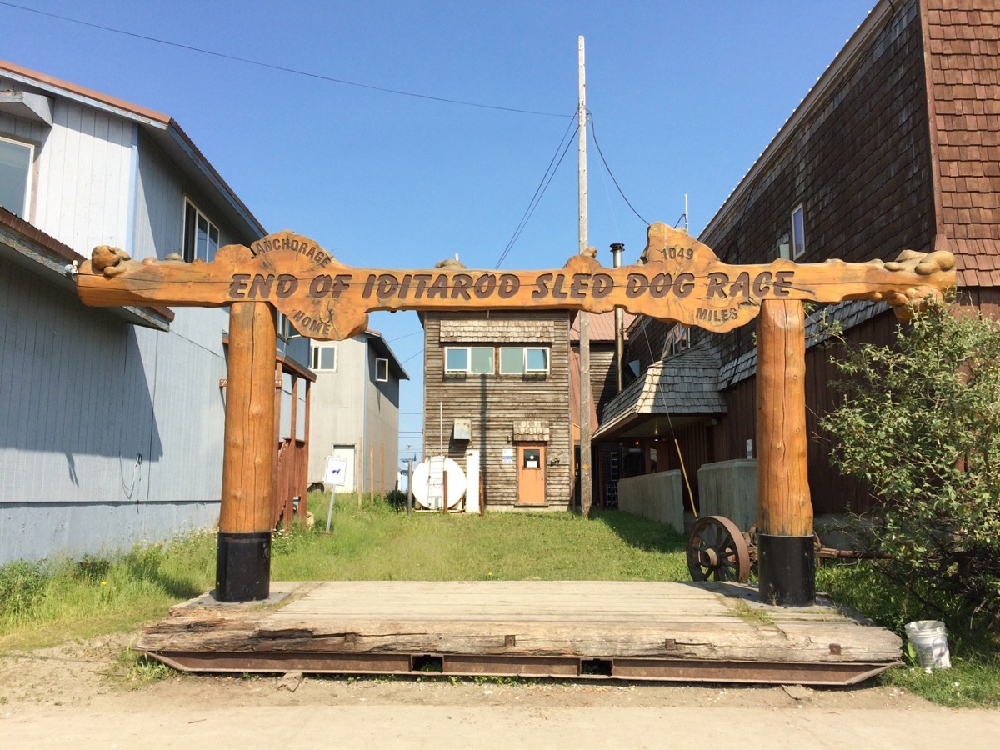 ANCHORAGE
1049
END OF IDITAROD SLED DOG RACE
NOME
MILES